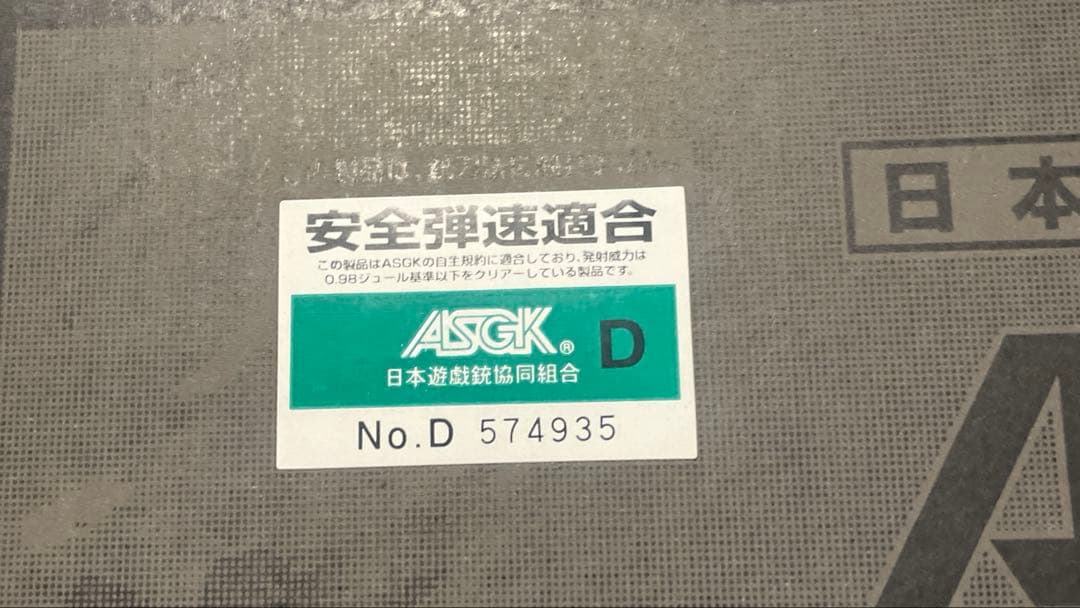 安全弾速適合
この製品はASGKの自主規約に適合しており、発射威力は
0.98ジュール基準以下をクリアーしている製品です。
ASGK® D
日本遊戯銃協同組合
No.D 574935
日本
A